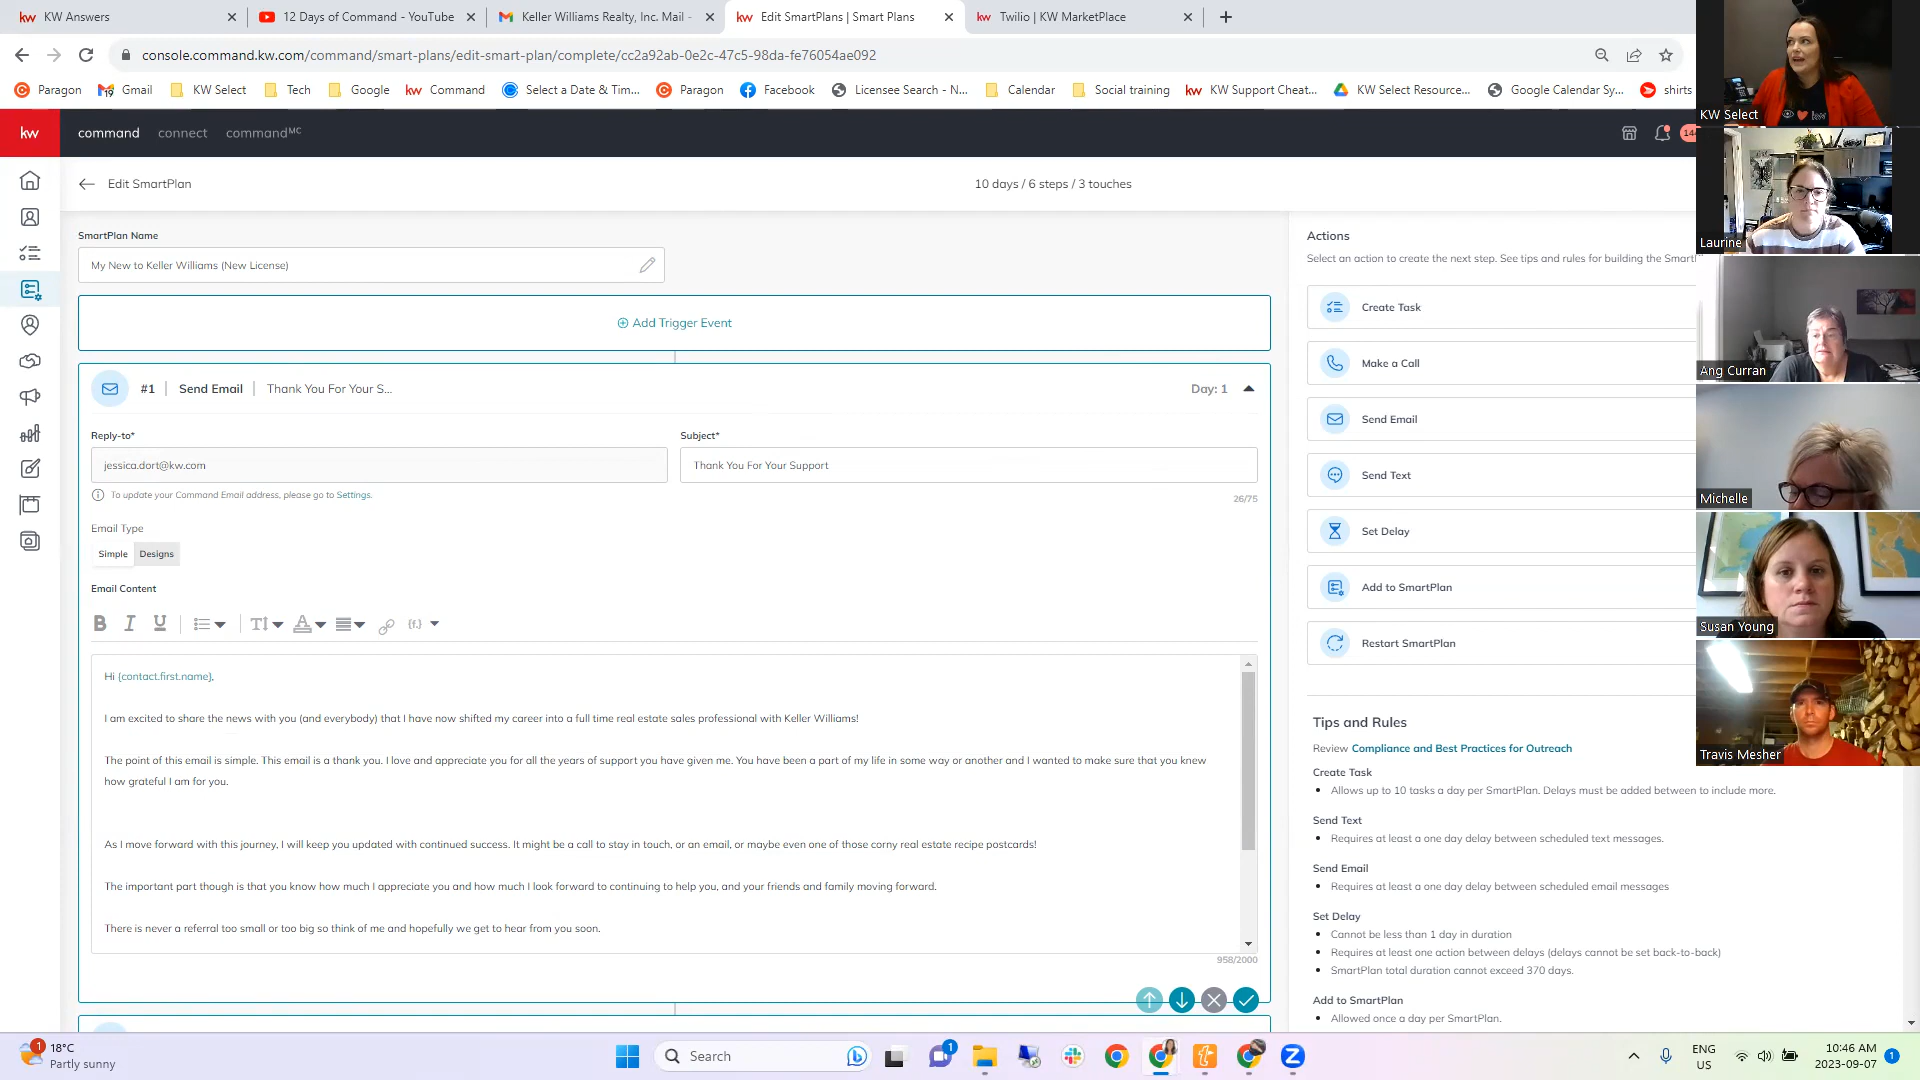 KW Answers
12 Days of Command - YouTube
Keller Williams Realty, Inc. Mail -
Edit SmartPlans | Smart Plans
Twilio | KW MarketPlace
console.command.kw.com/command/smart-plans/edit-smart-plan/complete/cc2a92ab-0e2c-47c5-98da-fe76054ae092
Paragon
Gmail
KW Select
Tech
Google
Command
Select a Date & Tim...
Paragon
Facebook
Licensee Search - N...
Calendar
Social training
KW Support Cheat...
KW Select Resource...
Google Calendar Sy...
shirts
kw
command
connect
commandMC
144
Edit SmartPlan
10 days / 6 steps / 3 touches
SmartPlan Name
My New to Keller Williams (New License)
Add Trigger Event
#1 | Send Email | Thank You For Your S...
Day: 1
Reply-to*
jessica.dort@kw.com
To update your Command Email address, please go to Settings.
Subject*
Thank You For Your Support
26/75
Email Type
Simple
Designs
Email Content
B I U
{f.}
Hi {contact.first.name},
I am excited to share the news with you (and everybody) that I have now shifted my career into a full time real estate sales professional with Keller Williams!
The point of this email is simple. This email is a thank you. I love and appreciate you for all the years of support you have given me. You have been a part of my life in some way or another and I wanted to make sure that you knew
how grateful I am for you.
As I move forward with this journey, I will keep you updated with continued success. It might be a call to stay in touch, or an email, or maybe even one of those corny real estate recipe postcards!
The important part though is that you know how much I appreciate you and how much I look forward to continuing to help you, and your friends and family moving forward.
There is never a referral too small or too big so think of me and hopefully we get to hear from you soon.
958/2000
Actions
Select an action to create the next step. See tips and rules for building the Smart
Create Task
Make a Call
Send Email
Send Text
Set Delay
Add to SmartPlan
Restart SmartPlan
Tips and Rules
Review Compliance and Best Practices for Outreach
Create Task
Allows up to 10 tasks a day per SmartPlan. Delays must be added between to include more.
Send Text
Requires at least a one day delay between scheduled text messages.
Send Email
Requires at least a one day delay between scheduled email messages
Set Delay
Cannot be less than 1 day in duration
Requires at least one action between delays (delays cannot be set back-to-back)
SmartPlan total duration cannot exceed 370 days.
Add to SmartPlan
Allowed once a day per SmartPlan.
KW Select
Laurine
Ang Curran
Michelle
Susan Young
Travis Mesher
1
18°C
Partly sunny
Search
1
ENG
US
10:46 AM
2023-09-07
1